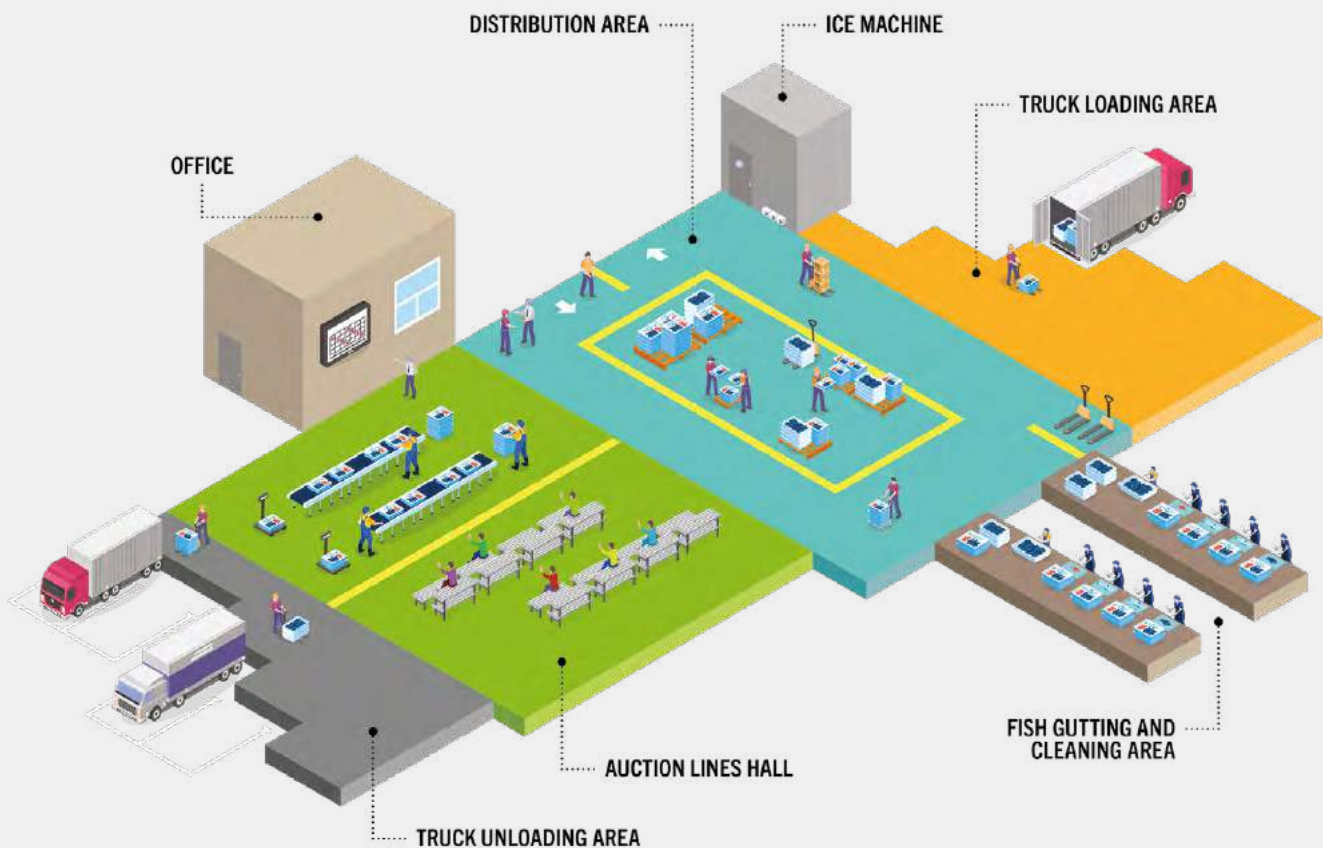 DISTRIBUTION AREA
ICE MACHINE
TRUCK LOADING AREA
OFFICE
FISH GUTTING AND
CLEANING AREA
AUCTION LINES HALL
TRUCK UNLOADING AREA